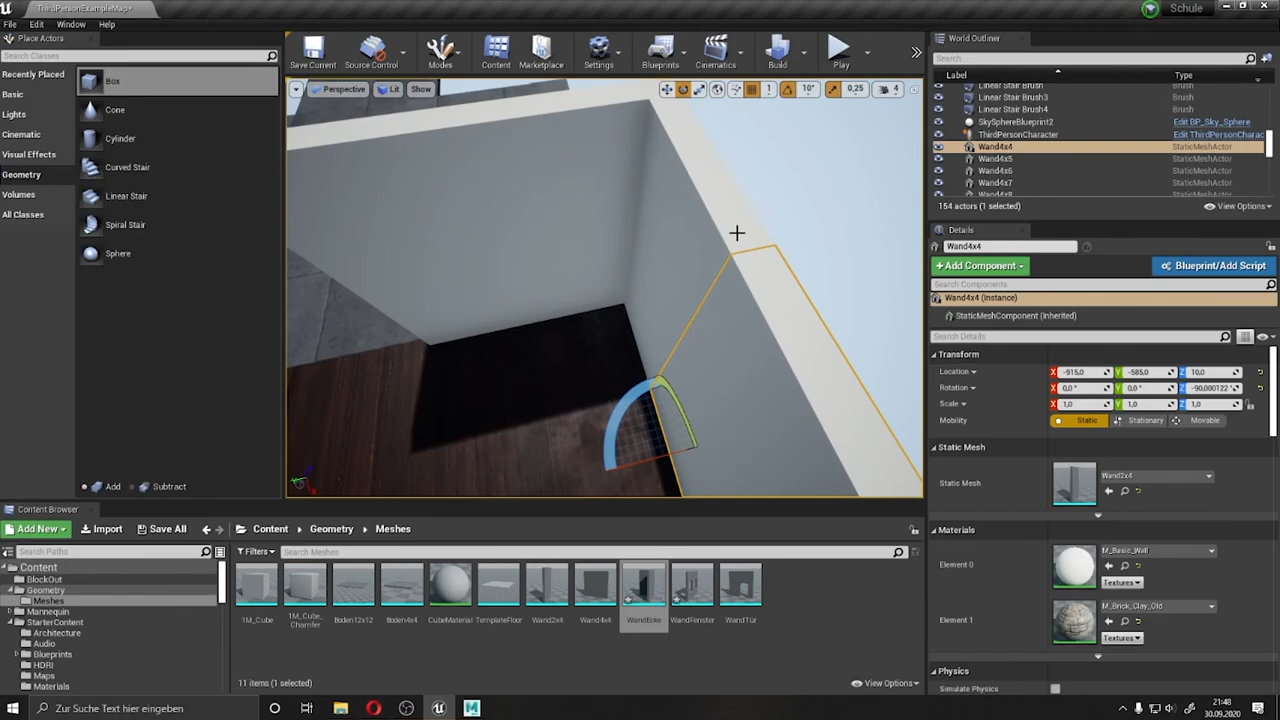 ThirdPersonExampleMap*
Schule
File Edit Window Help
Place Actors
Search Classes
Recently Placed
Basic
Lights
Cinematic
Visual Effects
Geometry
Volumes
All Classes
Box
Cone
Cylinder
Curved Stair
Linear Stair
Spiral Stair
Sphere
Add Subtract
Save Current Source Control Modes Content Marketplace Settings Blueprints Cinematics Build Play
Perspective Lit Show 1 10° 0,25 4
World Outliner
Search...
Label Type
Linear Stair Brush Brush
Linear Stair Brush3 Brush
Linear Stair Brush4 Brush
SkySphereBlueprint2 Edit BP_Sky_Sphere
ThirdPersonCharacter Edit ThirdPersonCharac
Wand4x4 StaticMeshActor
Wand4x5 StaticMeshActor
Wand4x6 StaticMeshActor
Wand4x7 StaticMeshActor
Wand4x8 StaticMeshActor
154 actors (1 selected) View Options
Details
Wand4x4
+Add Component Blueprint/Add Script
Search Components
Wand4x4 (Instance)
StaticMeshComponent (Inherited)
Search Details
Transform
Location X -915,0 Y -585,0 Z 10,0
Rotation X 0,0 ° Y 0,0 ° Z -90,000122 °
Scale X 1,0 Y 1,0 Z 1,0
Mobility Static Stationary Movable
Static Mesh
Static Mesh Wand2x4
Materials
Element 0 M_Basic_Wall
Textures
Element 1 M_Brick_Clay_Old
Textures
Physics
Simulate Physics
Content Browser
Add New Import Save All Content Geometry Meshes
Search Paths
Filters Search Meshes
Content
BlockOut
Geometry
Meshes
Mannequin
StarterContent
Architecture
Audio
Blueprints
HDRI
Maps
Materials
1M_Cube
1M_Cube_Chamfer
Boden12x12
Boden4x4
CubeMaterial
TemplateFloor
Wand2x4
Wand4x4
WandEcke
WandFenster
WandTür
11 items (1 selected) View Options
Zur Suche hier eingeben
21:48
30.09.2020